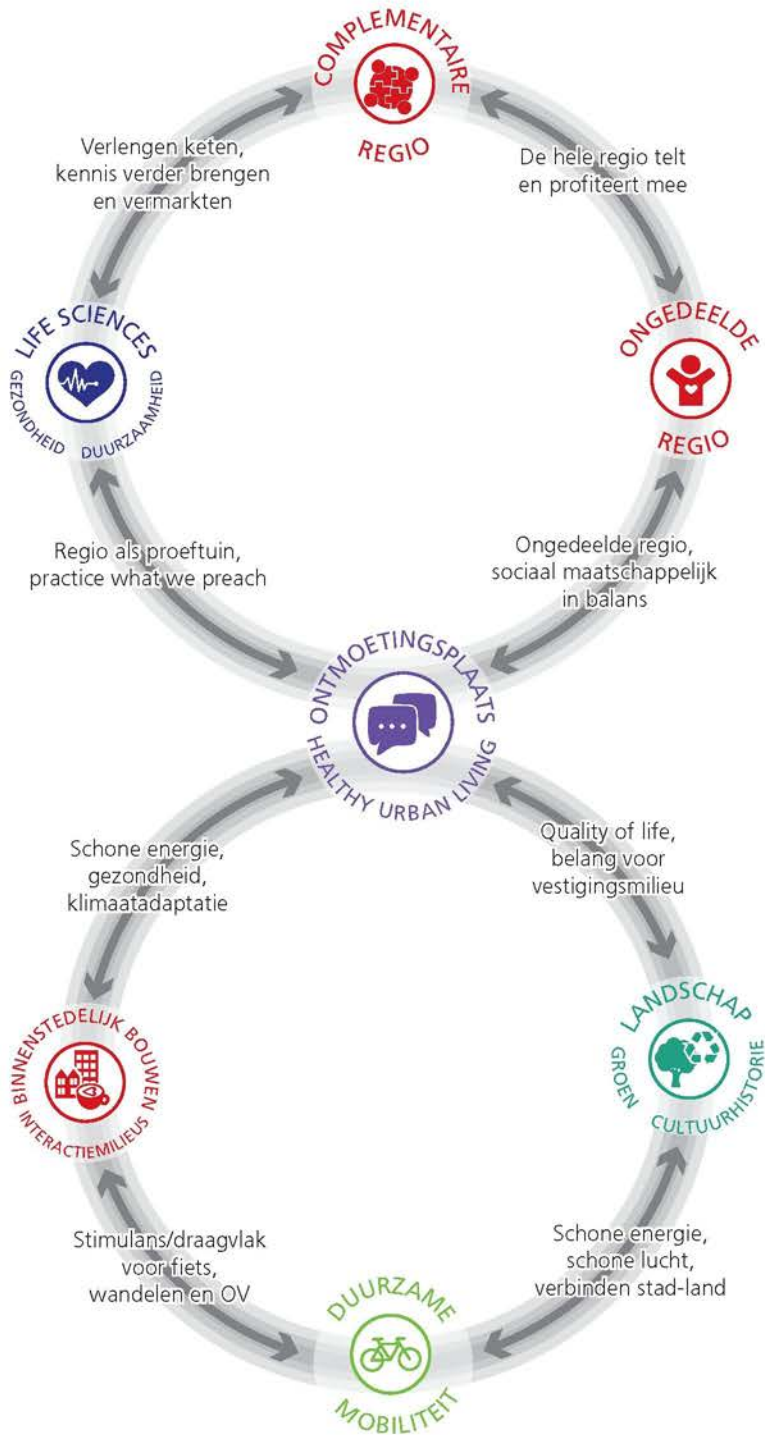 COMPLEMENTAIRE
REGIO
Verlengen keten,
kennis verder brengen
en vermarkten
De hele regio telt
en profiteert mee
LIFE SCIENCES
GEZONDHEID DUURZAAMHEID
ONGEDEELDE
REGIO
Regio als proeftuin,
practice what we preach
Ongedeelde regio,
sociaal maatschappelijk
in balans
ONTMOETINGSPLAATS
HEALTHY URBAN LIVING
Schone energie,
gezondheid,
klimaatadaptatie
Quality of life,
belang voor
vestigingsmilieu
BINNENSTEDELIJK BOUWEN
INTERACTIEMILIEUS
LANDSCHAP
GROEN CULTUURHISTORIE
Stimulans/draagvlak
voor fiets,
wandelen en OV
Schone energie,
schone lucht,
verbinden stad-land
DUURZAME
MOBILITEIT